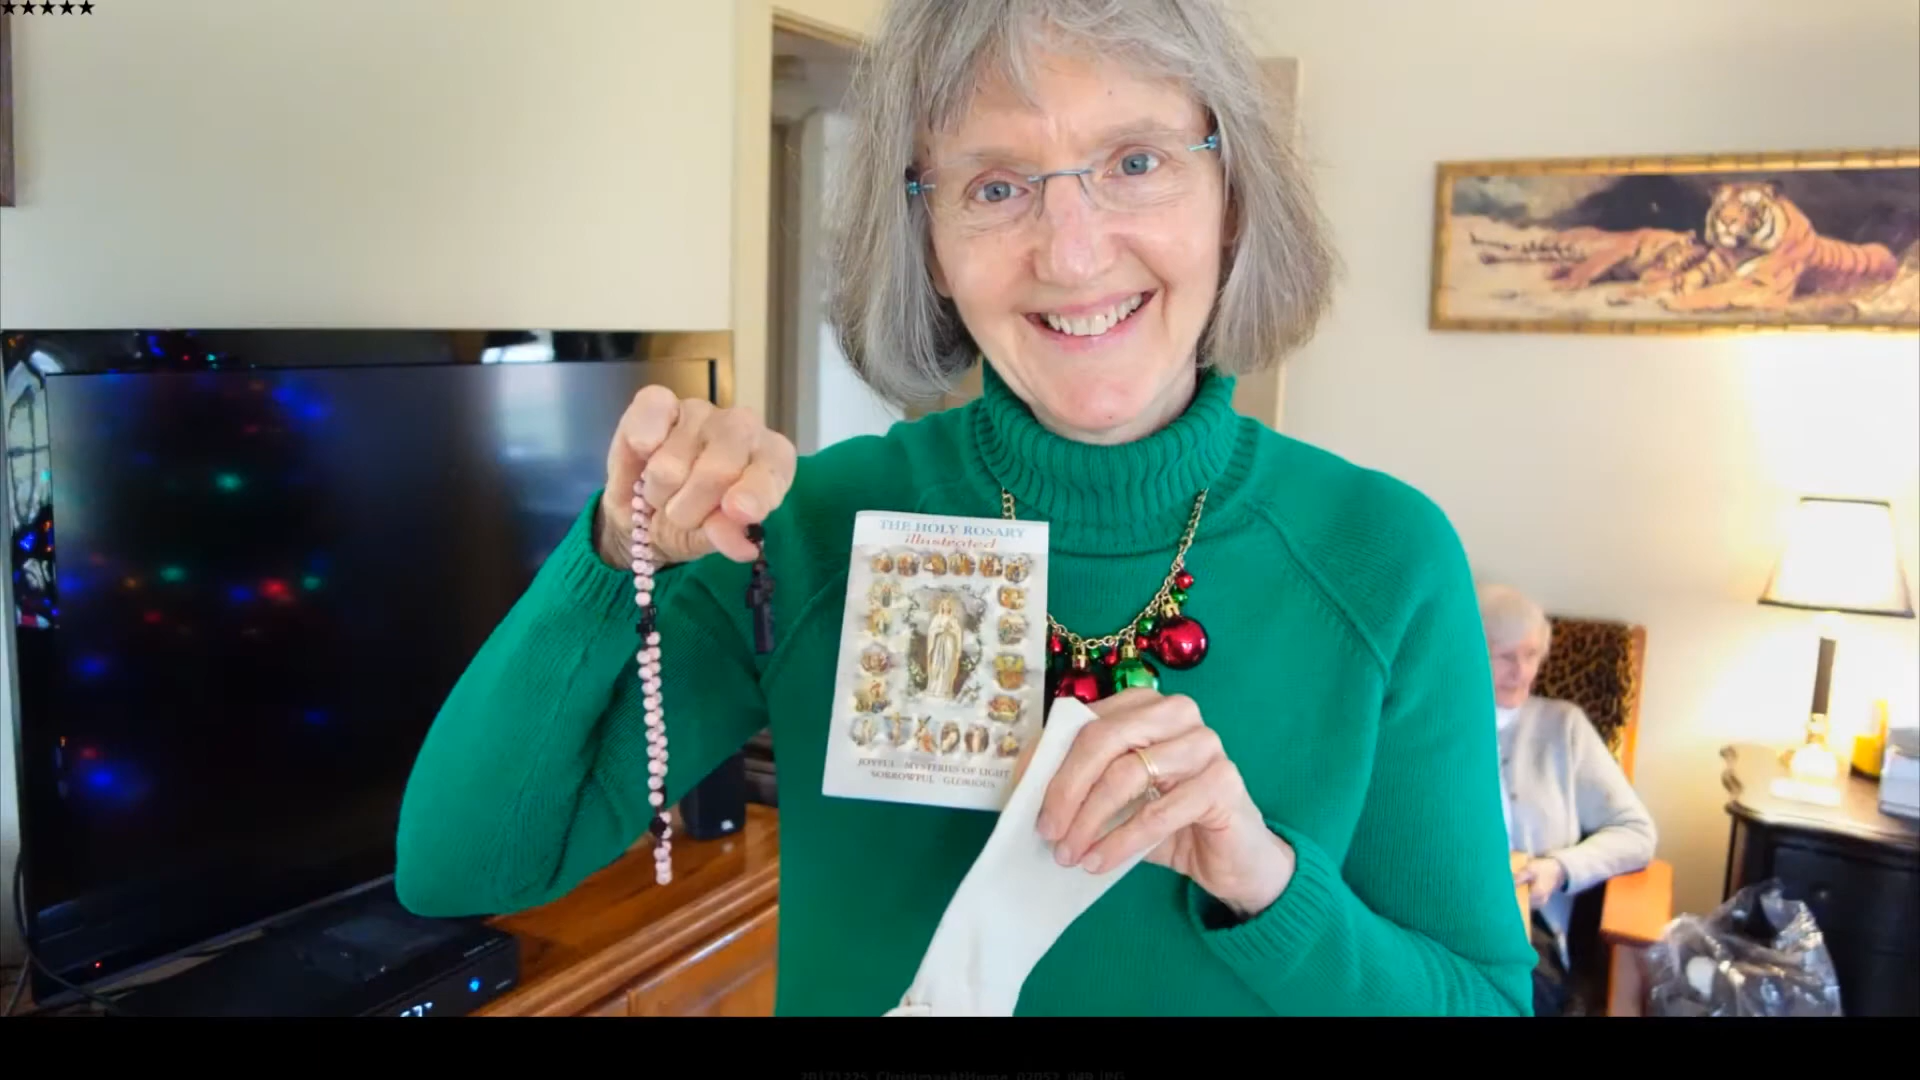 ★★★★★
THE HOLY ROSARY
illustrated
JOYFUL · MYSTERIES OF LIGHT
SORROWFUL · GLORIOUS